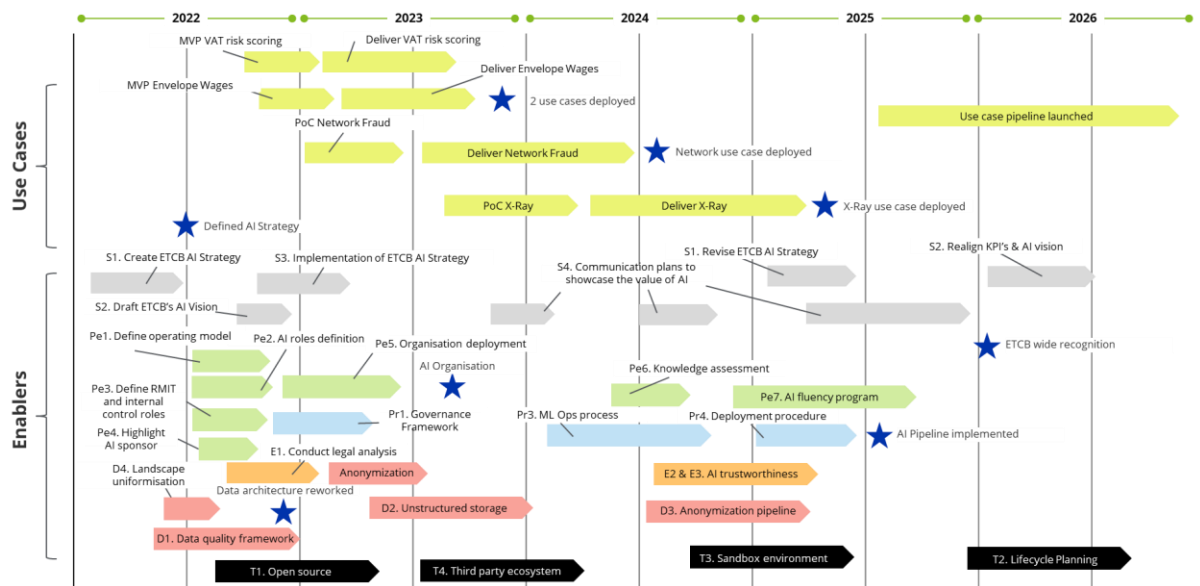 2022
2023
2024
2025
2026
MVP VAT risk scoring
Deliver VAT risk scoring
MVP Envelope Wages
Deliver Envelope Wages
2 use cases deployed
Use case pipeline launched
PoC Network Fraud
Deliver Network Fraud
Network use case deployed
Use Cases
PoC X-Ray
Deliver X-Ray
X-Ray use case deployed
Defined AI Strategy
S1. Create ETCB AI Strategy
S3. Implementation of ETCB AI Strategy
S4. Communication plans to
showcase the value of AI
S1. Revise ETCB AI Strategy
S2. Realign KPI's & AI vision
S2. Draft ETCB's AI Vision
Pe1. Define operating model
Pe2. AI roles definition
Pe5. Organisation deployment
ETCB wide recognition
AI Organisation
Pe6. Knowledge assessment
Pe3. Define RMIT
and internal
control roles
Pe7. AI fluency program
Enablers
Pr1. Governance
Framework
Pr3. ML Ops process
Pr4. Deployment procedure
AI Pipeline implemented
Pe4. Highlight
AI sponsor
E1. Conduct legal analysis
D4. Landscape
uniformisation
Anonymization
E2 & E3. AI trustworthiness
Data architecture reworked
D2. Unstructured storage
D3. Anonymization pipeline
D1. Data quality framework
T1. Open source
T4. Third party ecosystem
T3. Sandbox environment
T2. Lifecycle Planning